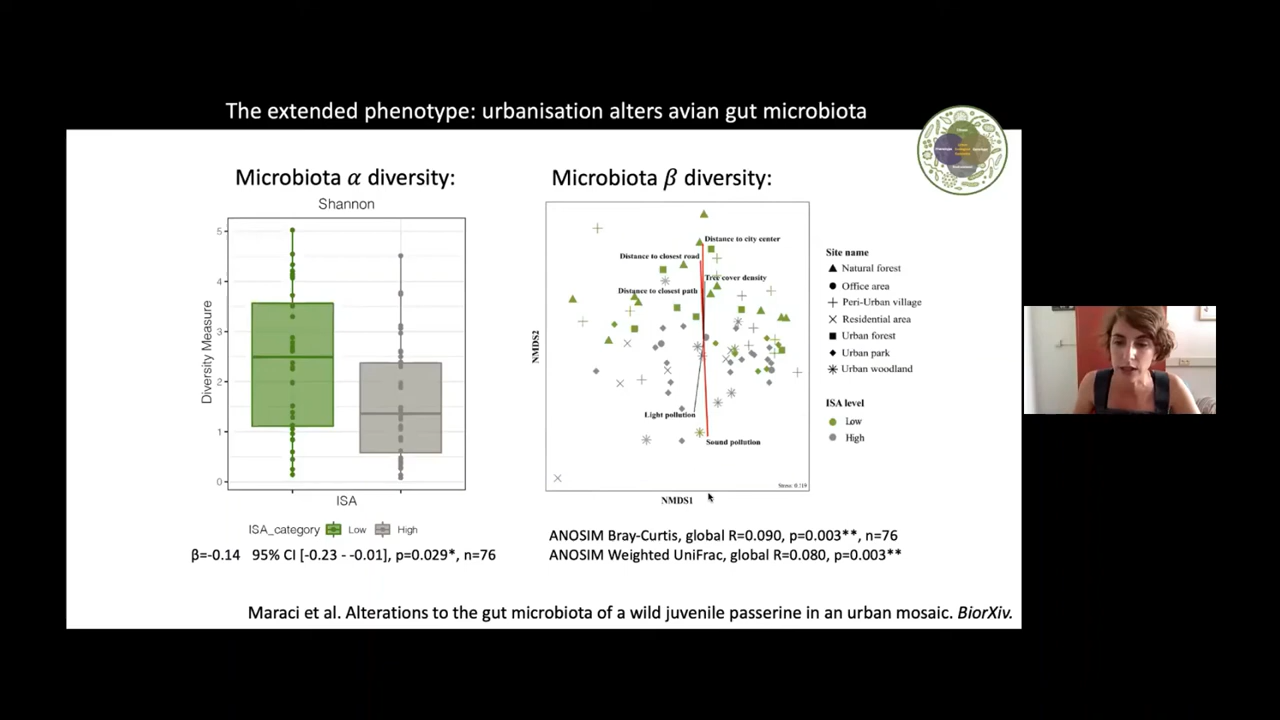 The extended phenotype: urbanisation alters avian gut microbiota
Microbiota α diversity:
Shannon
Diversity Measure
5
4
3
2
1
0
ISA
ISA_category Low High
β=-0.14 95% CI [-0.23 - -0.01], p=0.029*, n=76
Microbiota β diversity:
Distance to city center
Distance to closest road
Tree cover density
Distance to closest path
Light pollution
Sound pollution
NMDS2
NMDS1
Site name
Natural forest
Office area
Peri-Urban village
Residential area
Urban forest
Urban park
Urban woodland
ISA level
Low
High
ANOSIM Bray-Curtis, global R=0.090, p=0.003**, n=76
ANOSIM Weighted UniFrac, global R=0.080, p=0.003**
Maraci et al. Alterations to the gut microbiota of a wild juvenile passerine in an urban mosaic. BiorXiv.